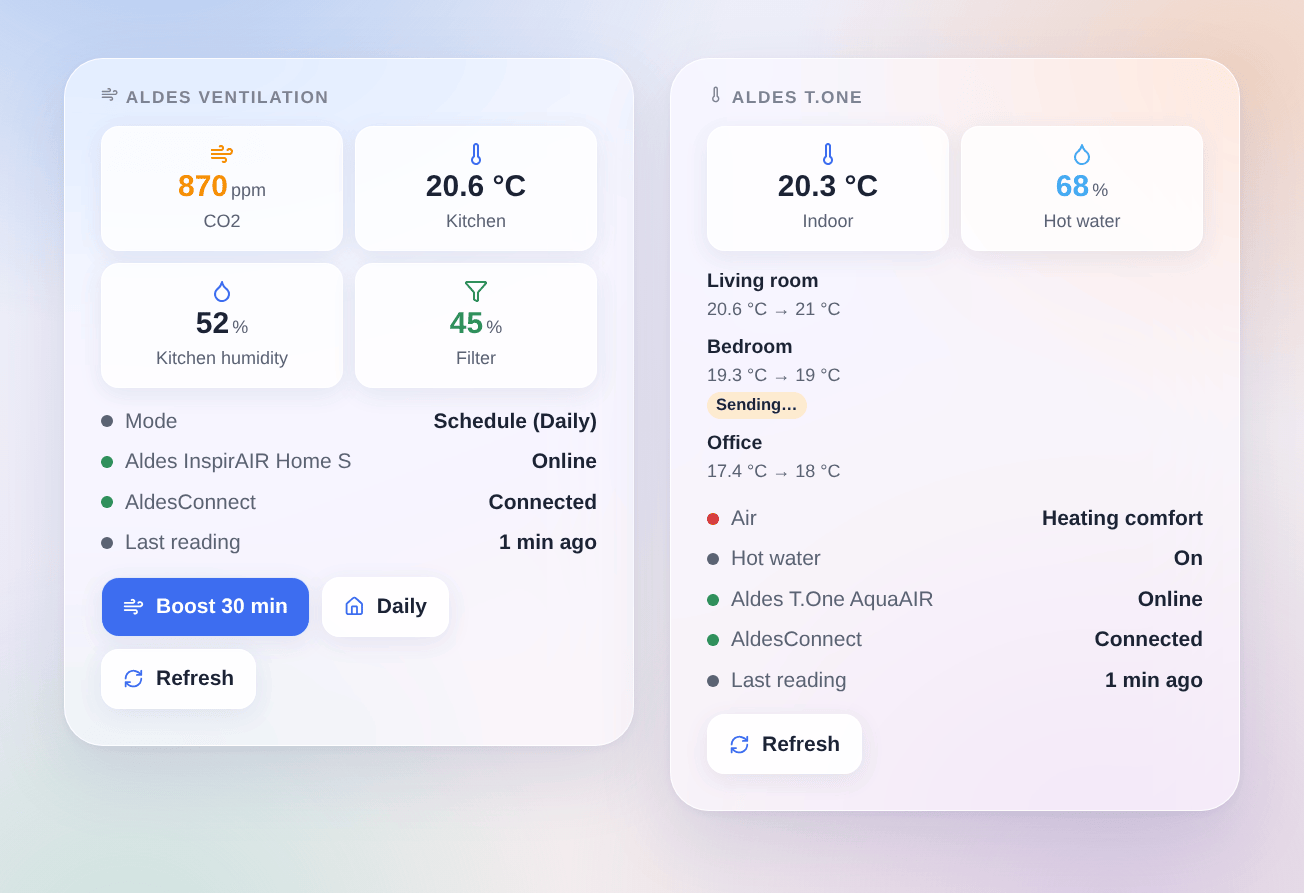 ALDES VENTILATION
870 ppm
CO2
20.6 °C
Kitchen
52 %
Kitchen humidity
45 %
Filter
Mode Schedule (Daily)
Aldes InspirAIR Home S Online
AldesConnect Connected
Last reading 1 min ago
Boost 30 min
Daily
Refresh
ALDES T.ONE
20.3 °C
Indoor
68 %
Hot water
Living room
20.6 °C → 21 °C
Bedroom
19.3 °C → 19 °C
Sending…
Office
17.4 °C → 18 °C
Air Heating comfort
Hot water On
Aldes T.One AquaAIR Online
AldesConnect Connected
Last reading 1 min ago
Refresh